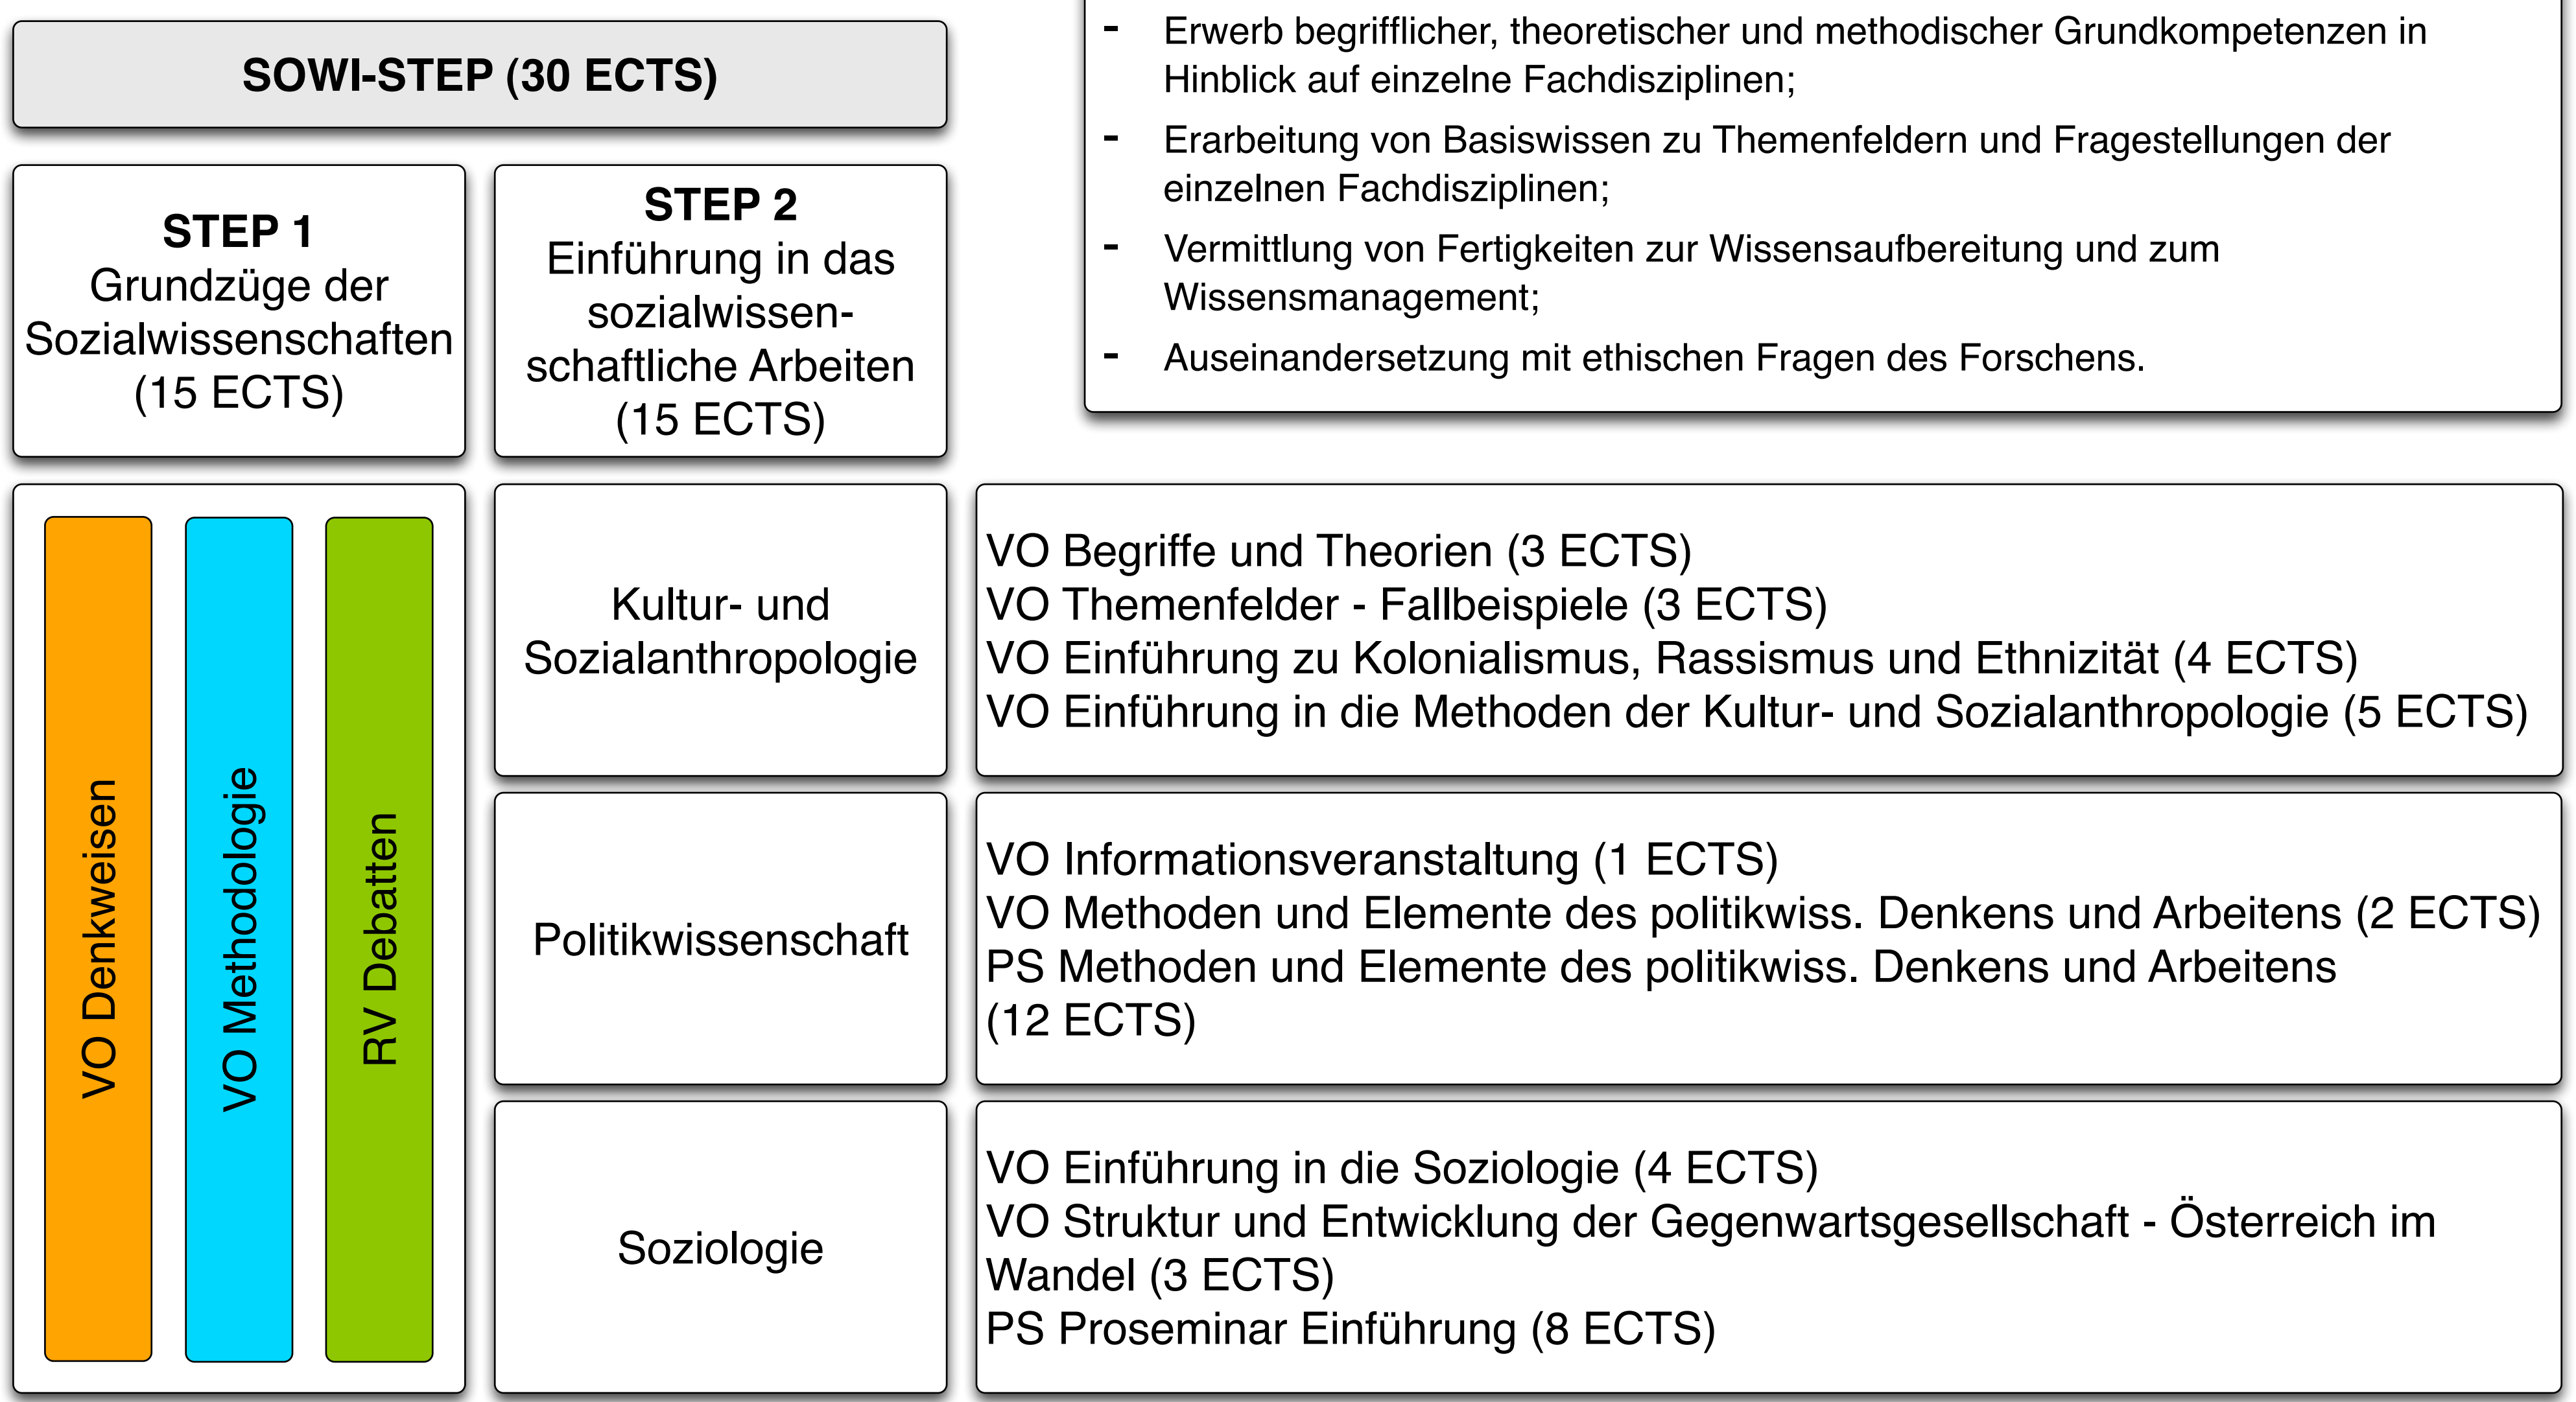 SOWI-STEP (30 ECTS)
- Erwerb begrifflicher, theoretischer und methodischer Grundkompetenzen in
Hinblick auf einzelne Fachdisziplinen;
- Erarbeitung von Basiswissen zu Themenfeldern und Fragestellungen der
einzelnen Fachdisziplinen;
- Vermittlung von Fertigkeiten zur Wissensaufbereitung und zum
Wissensmanagement;
- Auseinandersetzung mit ethischen Fragen des Forschens.
STEP 1
Grundzüge der
Sozialwissenschaften
(15 ECTS)
STEP 2
Einführung in das
sozialwissen-
schaftliche Arbeiten
(15 ECTS)
VO Denkweisen
VO Methodologie
RV Debatten
Kultur- und
Sozialanthropologie
VO Begriffe und Theorien (3 ECTS)
VO Themenfelder - Fallbeispiele (3 ECTS)
VO Einführung zu Kolonialismus, Rassismus und Ethnizität (4 ECTS)
VO Einführung in die Methoden der Kultur- und Sozialanthropologie (5 ECTS)
Politikwissenschaft
VO Informationsveranstaltung (1 ECTS)
VO Methoden und Elemente des politikwiss. Denkens und Arbeitens (2 ECTS)
PS Methoden und Elemente des politikwiss. Denkens und Arbeitens
(12 ECTS)
Soziologie
VO Einführung in die Soziologie (4 ECTS)
VO Struktur und Entwicklung der Gegenwartsgesellschaft - Österreich im
Wandel (3 ECTS)
PS Proseminar Einführung (8 ECTS)